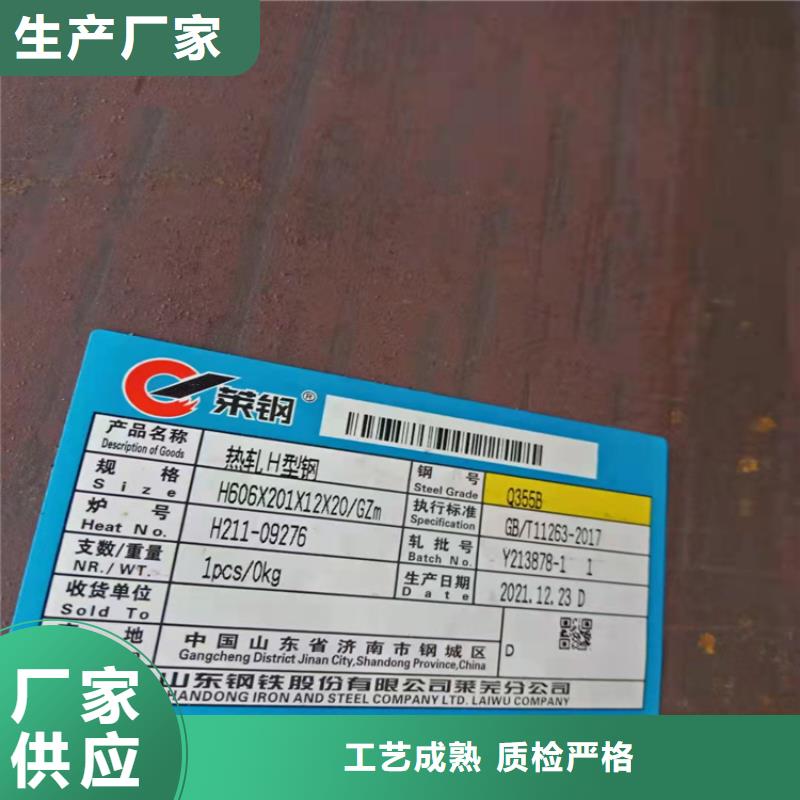 生产厂家
莱钢®
产品名称 热轧H型钢 钢号 Q355B
Description of Goods Steel Grade
规格 H606X201X12X20/GZm 执行标准 GB/T11263-2017
Size Specification
炉号 H211-09276 轧批号 Y213878-1 1
Heat No. Batch No.
支数/重量 1pcs/0kg 生产日期 2021.12.23 D
NR./WT. Date
收货单位
Sold To
地 中国山东省济南市钢城区 D
Gangcheng District Jinan City,Shandong Province,China
山东钢铁股份有限公司莱芜分公司
SHANDONG IRON AND STEEL COMPANY LTD. LAIWU COMPANY
厂家
供应
工艺成熟 质检严格